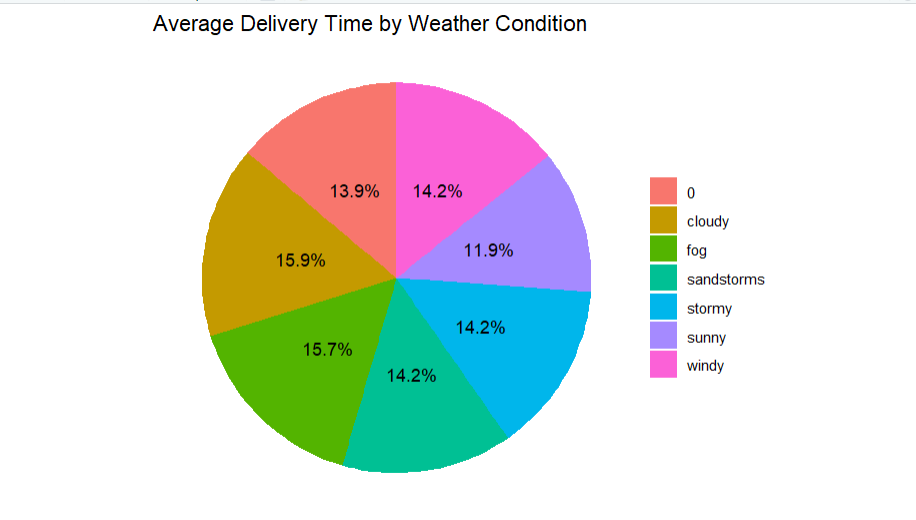 Average Delivery Time by Weather Condition
13.9%
14.2%
11.9%
15.9%
14.2%
15.7%
14.2%
0
cloudy
fog
sandstorms
stormy
sunny
windy